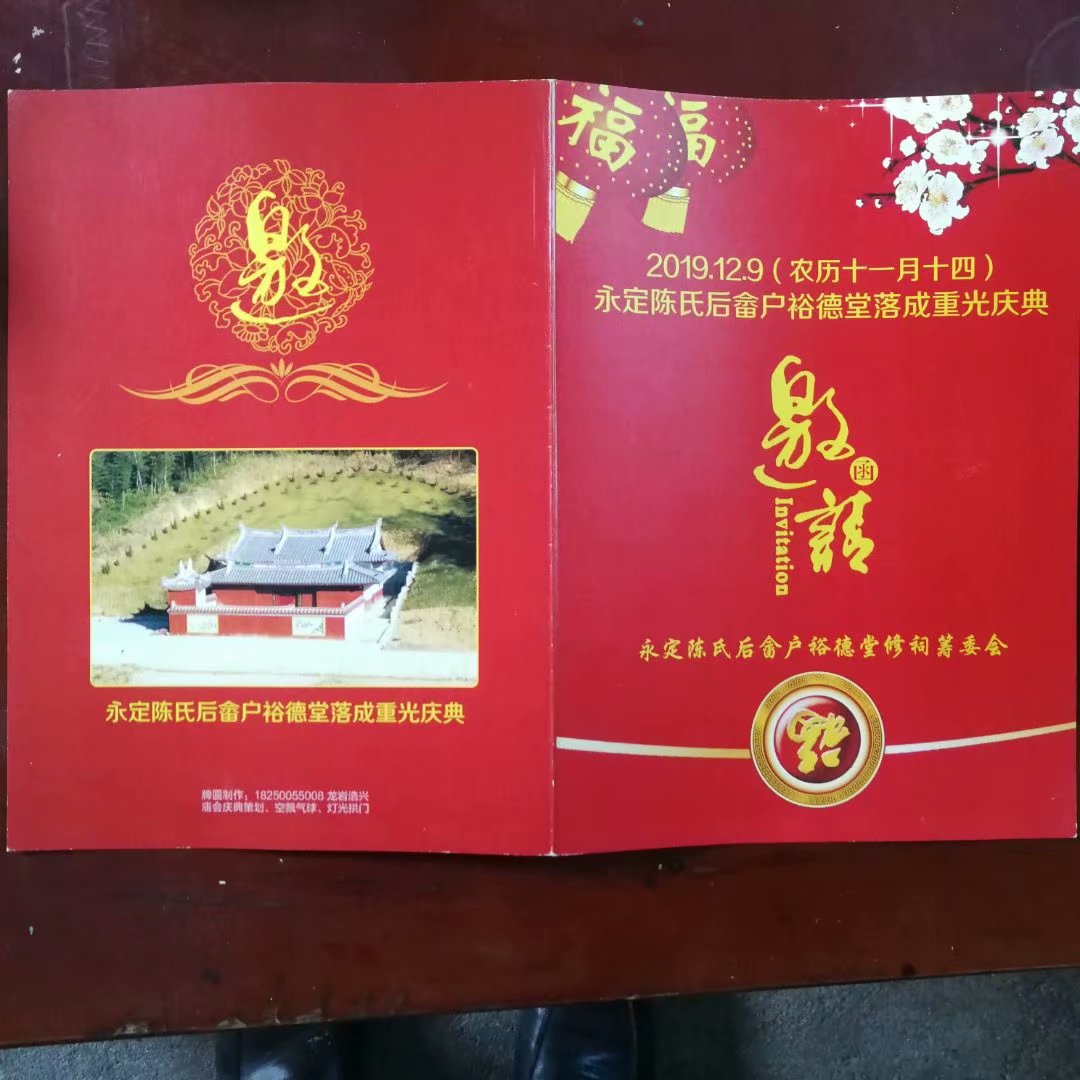 邀
永定陈氏后畲户裕德堂落成重光庆典
牌匾制作：18250055008 龙岩浩兴
庙会庆典策划、空飘气球、灯光拱门
福
福
2019.12.9（农历十一月十四）
永定陈氏后畲户裕德堂落成重光庆典
邀請
函
Invitation
永定陈氏后畲户裕德堂修祠筹委会
福